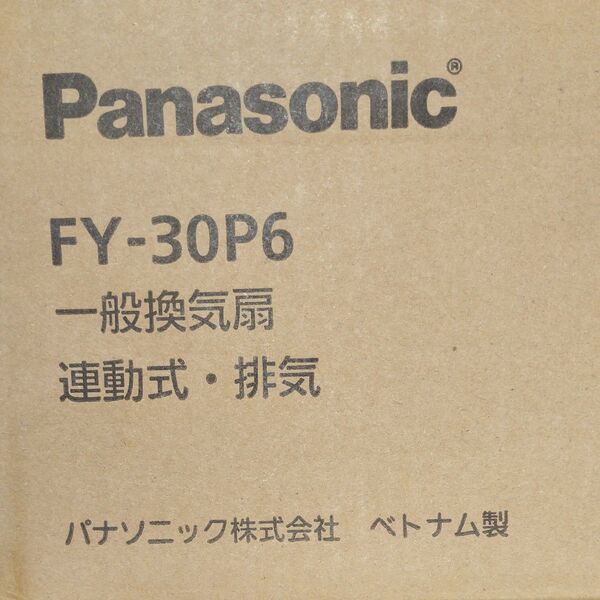 Panasonic®
FY-30P6
一般換気扇
連動式・排気
パナソニック株式会社　ベトナム製